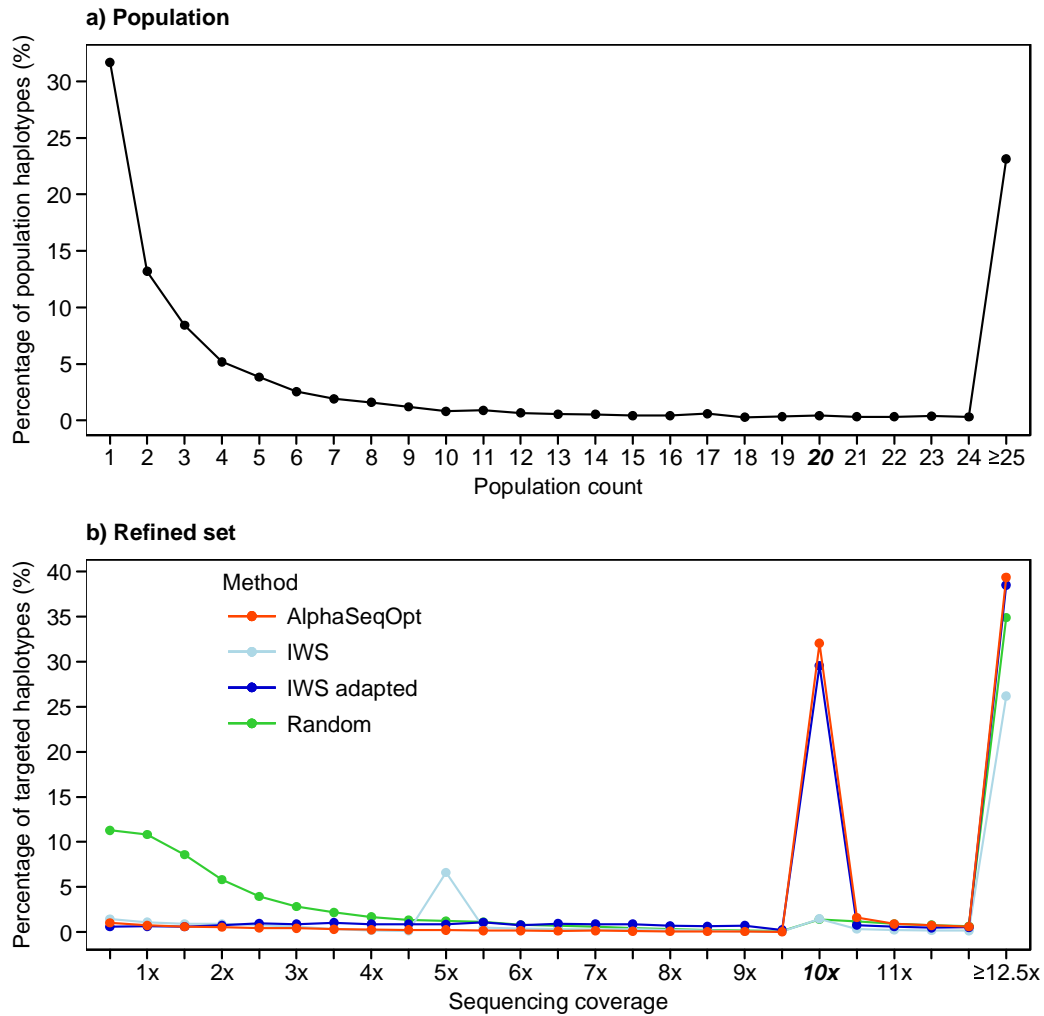 a) Population
Percentage of population haplotypes (%)
30
25
20
15
10
5
0
1 2 3 4 5 6 7 8 9 10 11 12 13 14 15 16 17 18 19 20 21 22 23 24 ≥25
Population count
b) Refined set
Percentage of targeted haplotypes (%)
40
35
30
25
20
15
10
5
0
Method
AlphaSeqOpt
IWS
IWS adapted
Random
1x 2x 3x 4x 5x 6x 7x 8x 9x 10x 11x ≥12.5x
Sequencing coverage